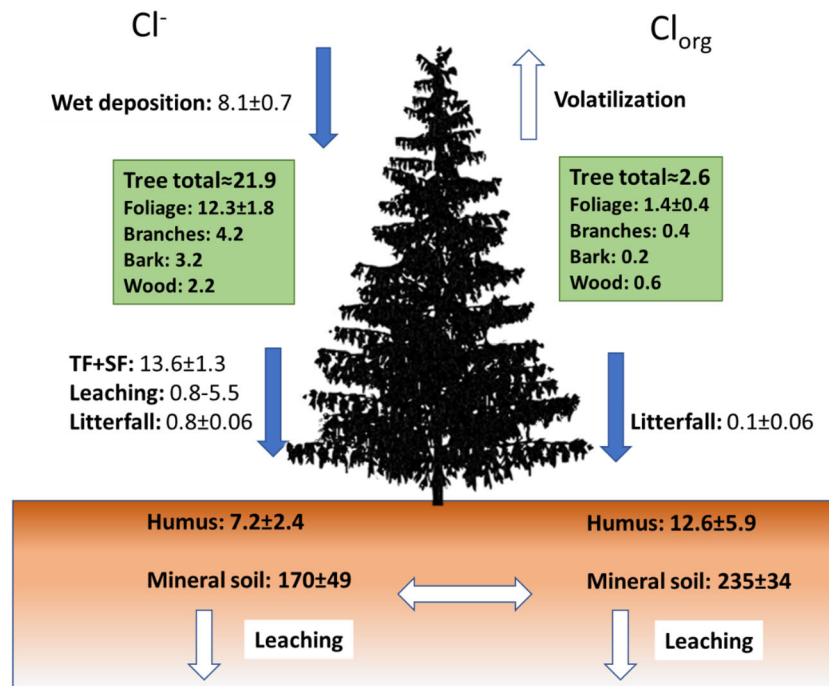 Cl-
Cl_org
Wet deposition: 8.1±0.7
Volatilization
Tree total≈21.9
Foliage: 12.3±1.8
Branches: 4.2
Bark: 3.2
Wood: 2.2
Tree total≈2.6
Foliage: 1.4±0.4
Branches: 0.4
Bark: 0.2
Wood: 0.6
TF+SF: 13.6±1.3
Leaching: 0.8-5.5
Litterfall: 0.8±0.06
Litterfall: 0.1±0.06
Humus: 7.2±2.4
Humus: 12.6±5.9
Mineral soil: 170±49
Mineral soil: 235±34
Leaching
Leaching